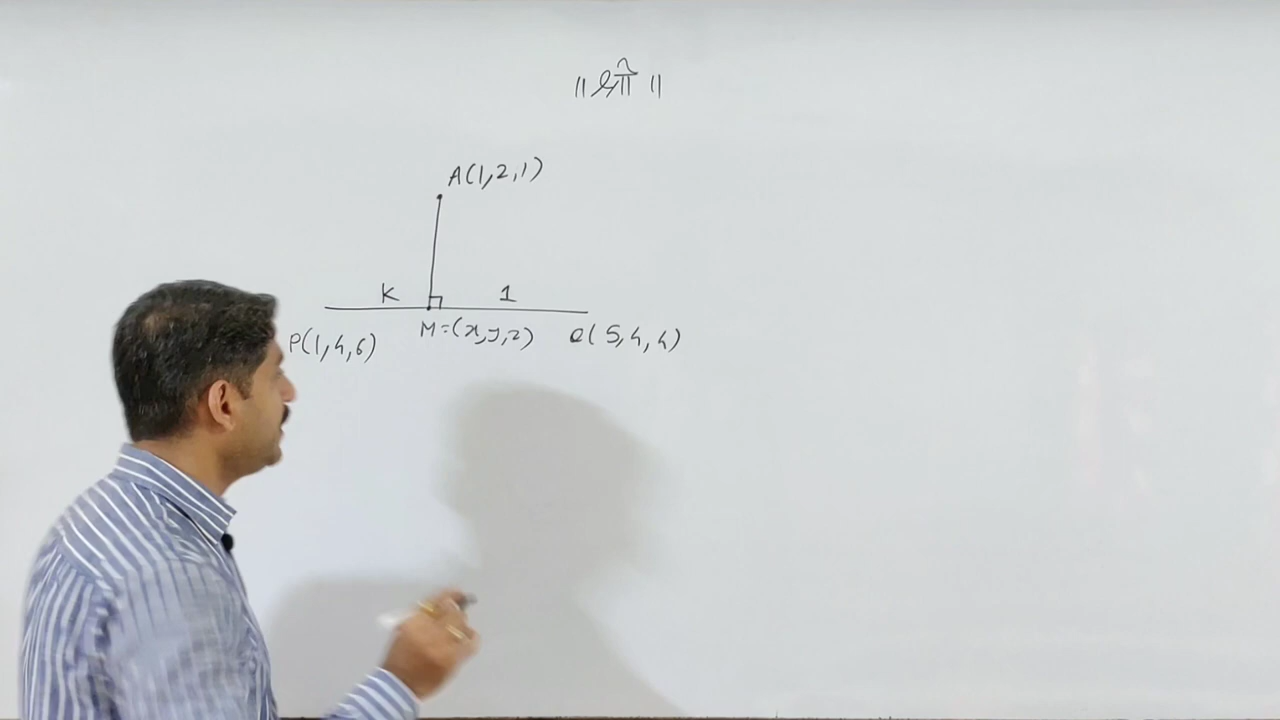 ॥ श्री ॥
A(1,2,1)
K 1
P(1,4,6) M=(x,y,z) Q(5,4,4)